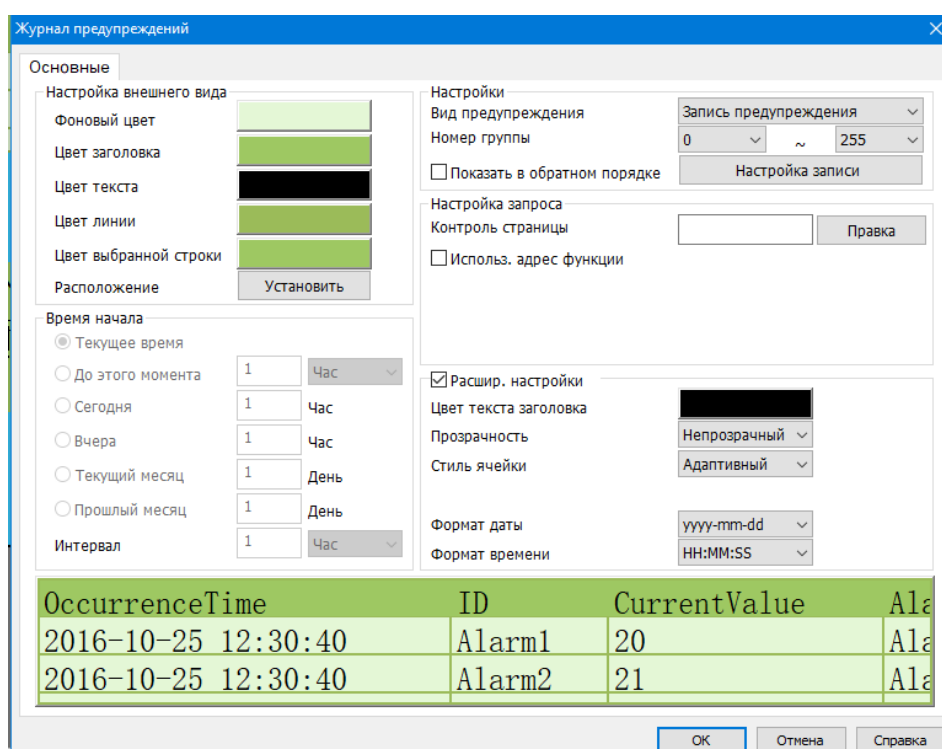 Журнал предупреждений
Основные
Настройка внешнего вида
Фоновый цвет
Цвет заголовка
Цвет текста
Цвет линии
Цвет выбранной строки
Расположение Установить
Время начала
Текущее время
До этого момента 1 Час
Сегодня 1 Час
Вчера 1 Час
Текущий месяц 1 День
Прошлый месяц 1 День
Интервал 1 Час
Настройки
Вид предупреждения Запись предупреждения
Номер группы 0 ~ 255
Показать в обратном порядке Настройка записи
Настройка запроса
Контроль страницы Правка
Использ. адрес функции
Расшир. настройки
Цвет текста заголовка
Прозрачность Непрозрачный
Стиль ячейки Адаптивный
Формат даты yyyy-mm-dd
Формат времени HH:MM:SS
OccurrenceTime ID CurrentValue Ala
2016-10-25 12:30:40 Alarm1 20 Ala
2016-10-25 12:30:40 Alarm2 21 Ala
OK Отмена Справка